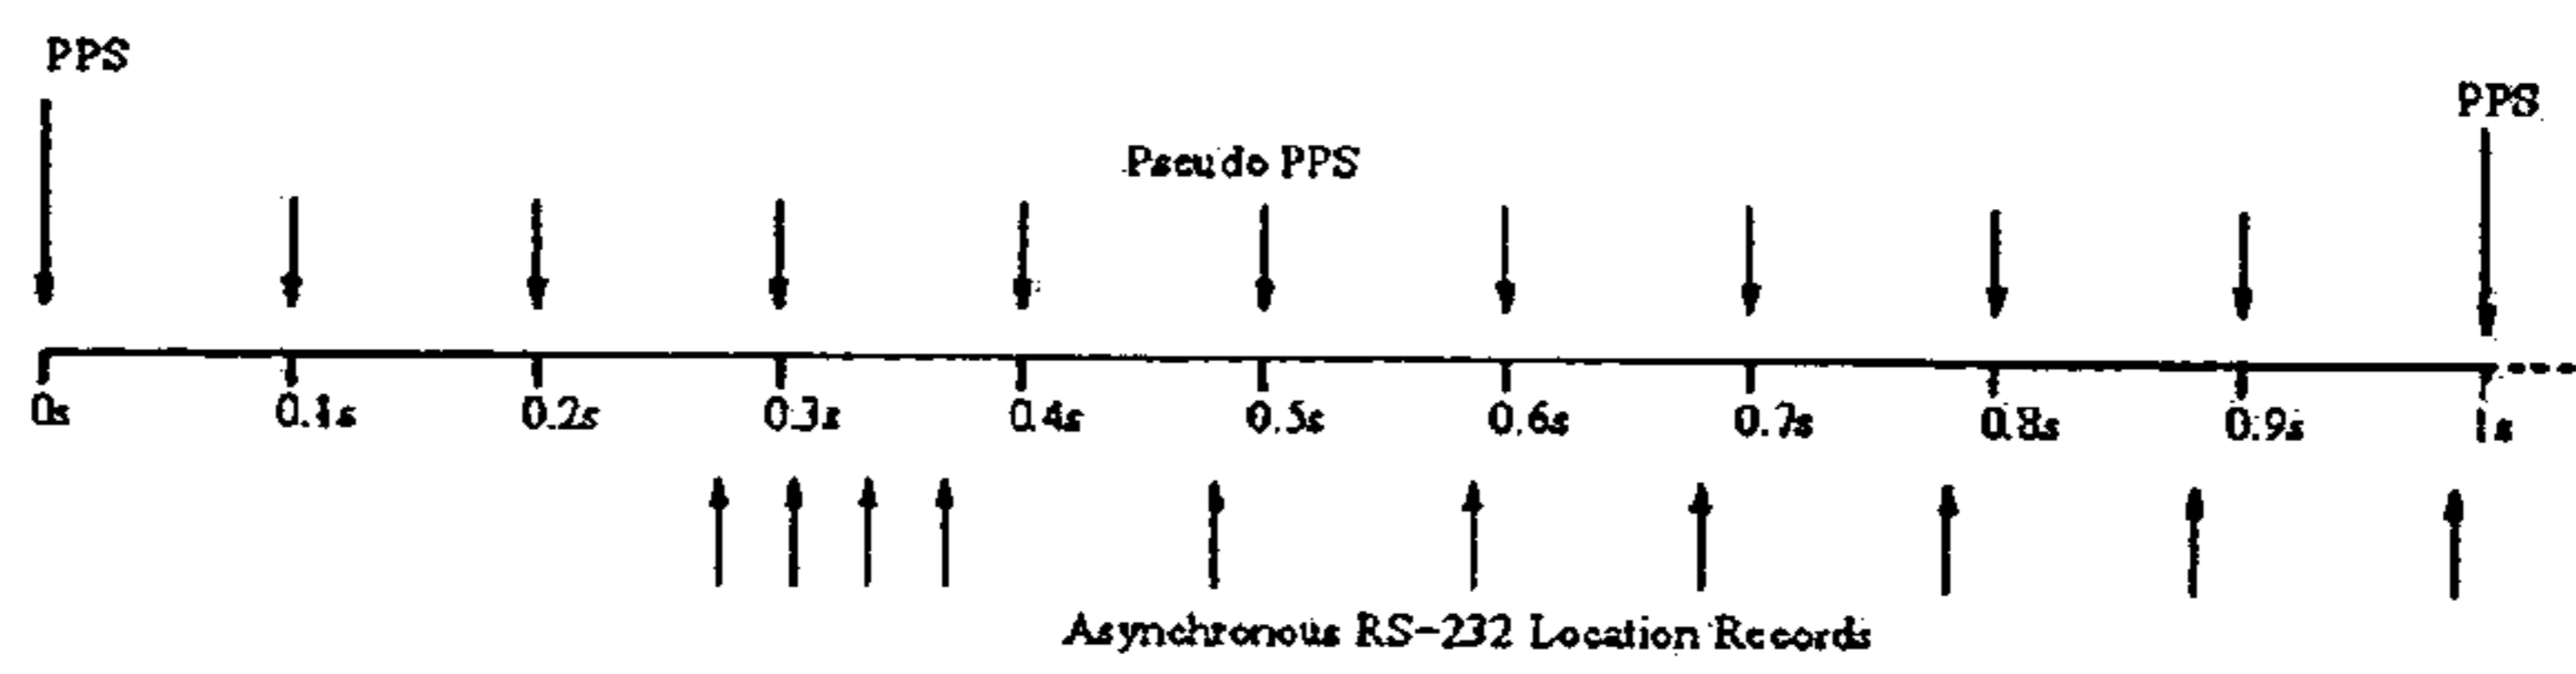 PPS
PPS
Pseudo PPS
0s 0.1s 0.2s 0.3s 0.4s 0.5s 0.6s 0.7s 0.8s 0.9s 1s
Asynchronous RS-232 Location Records